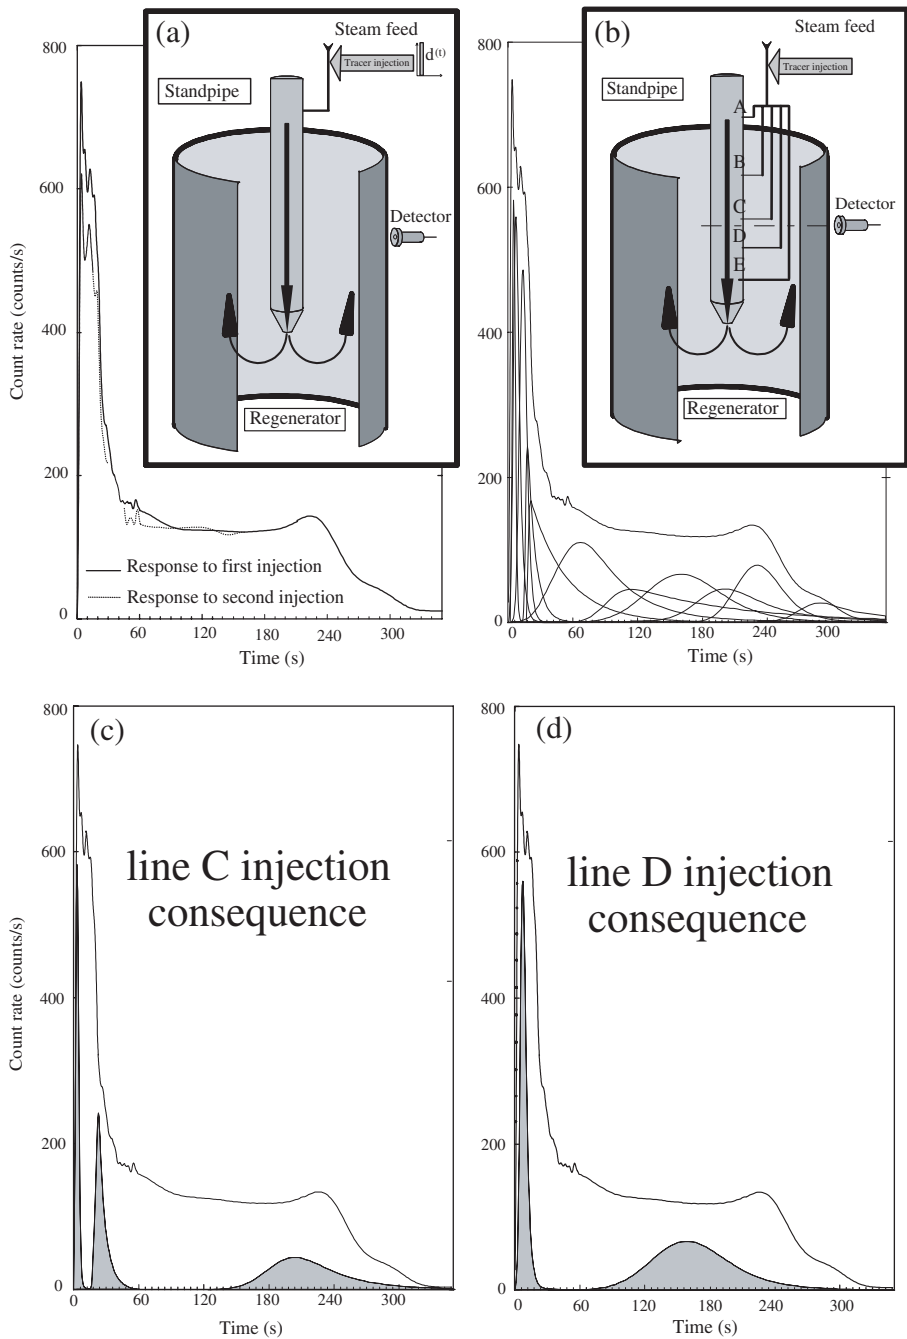 (a)
Steam feed
d(t)
Tracer injection
Standpipe
Detector
Regenerator
800
600
400
200
0
Count rate (counts/s)
Response to first injection
Response to second injection
0 60 120 180 240 300
Time (s)
(b)
Steam feed
Tracer injection
Standpipe
A
B
C
D
E
Detector
Regenerator
800
600
400
200
0
0 60 120 180 240 300
Time (s)
(c)
line C injection
consequence
800
600
400
200
0
Count rate (counts/s)
0 60 120 180 240 300
Time (s)
(d)
line D injection
consequence
800
600
400
200
0
0 60 120 180 240 300
Time (s)